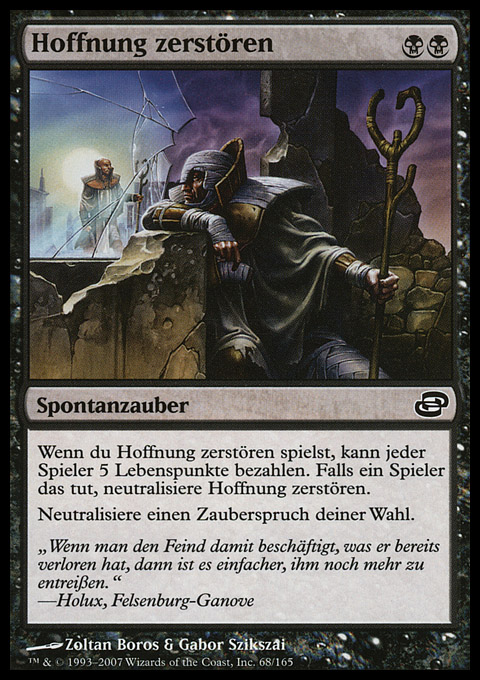 Hoffnung zerstören
Spontanzauber
Wenn du Hoffnung zerstören spielst, kann jeder
Spieler 5 Lebenspunkte bezahlen. Falls ein Spieler
das tut, neutralisiere Hoffnung zerstören.
Neutralisiere einen Zauberspruch deiner Wahl.
„Wenn man den Feind damit beschäftigt, was er bereits
verloren hat, dann ist es einfacher, ihm noch mehr zu
entreißen.“
—Holux, Felsenburg-Ganove
Zoltan Boros & Gabor Szikszai
™ & © 1993–2007 Wizards of the Coast, Inc. 68/165